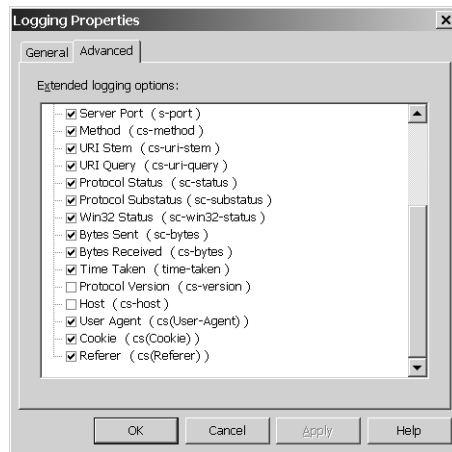 Logging Properties
General Advanced
Extended logging options:
Server Port ( s-port )
Method ( cs-method )
URI Stem ( cs-uri-stem )
URI Query ( cs-uri-query )
Protocol Status ( sc-status )
Protocol Substatus ( sc-substatus )
Win32 Status ( sc-win32-status )
Bytes Sent ( sc-bytes )
Bytes Received ( cs-bytes )
Time Taken ( time-taken )
Protocol Version ( cs-version )
Host ( cs-host )
User Agent ( cs(User-Agent) )
Cookie ( cs(Cookie) )
Referer ( cs(Referer) )
OK Cancel Apply Help